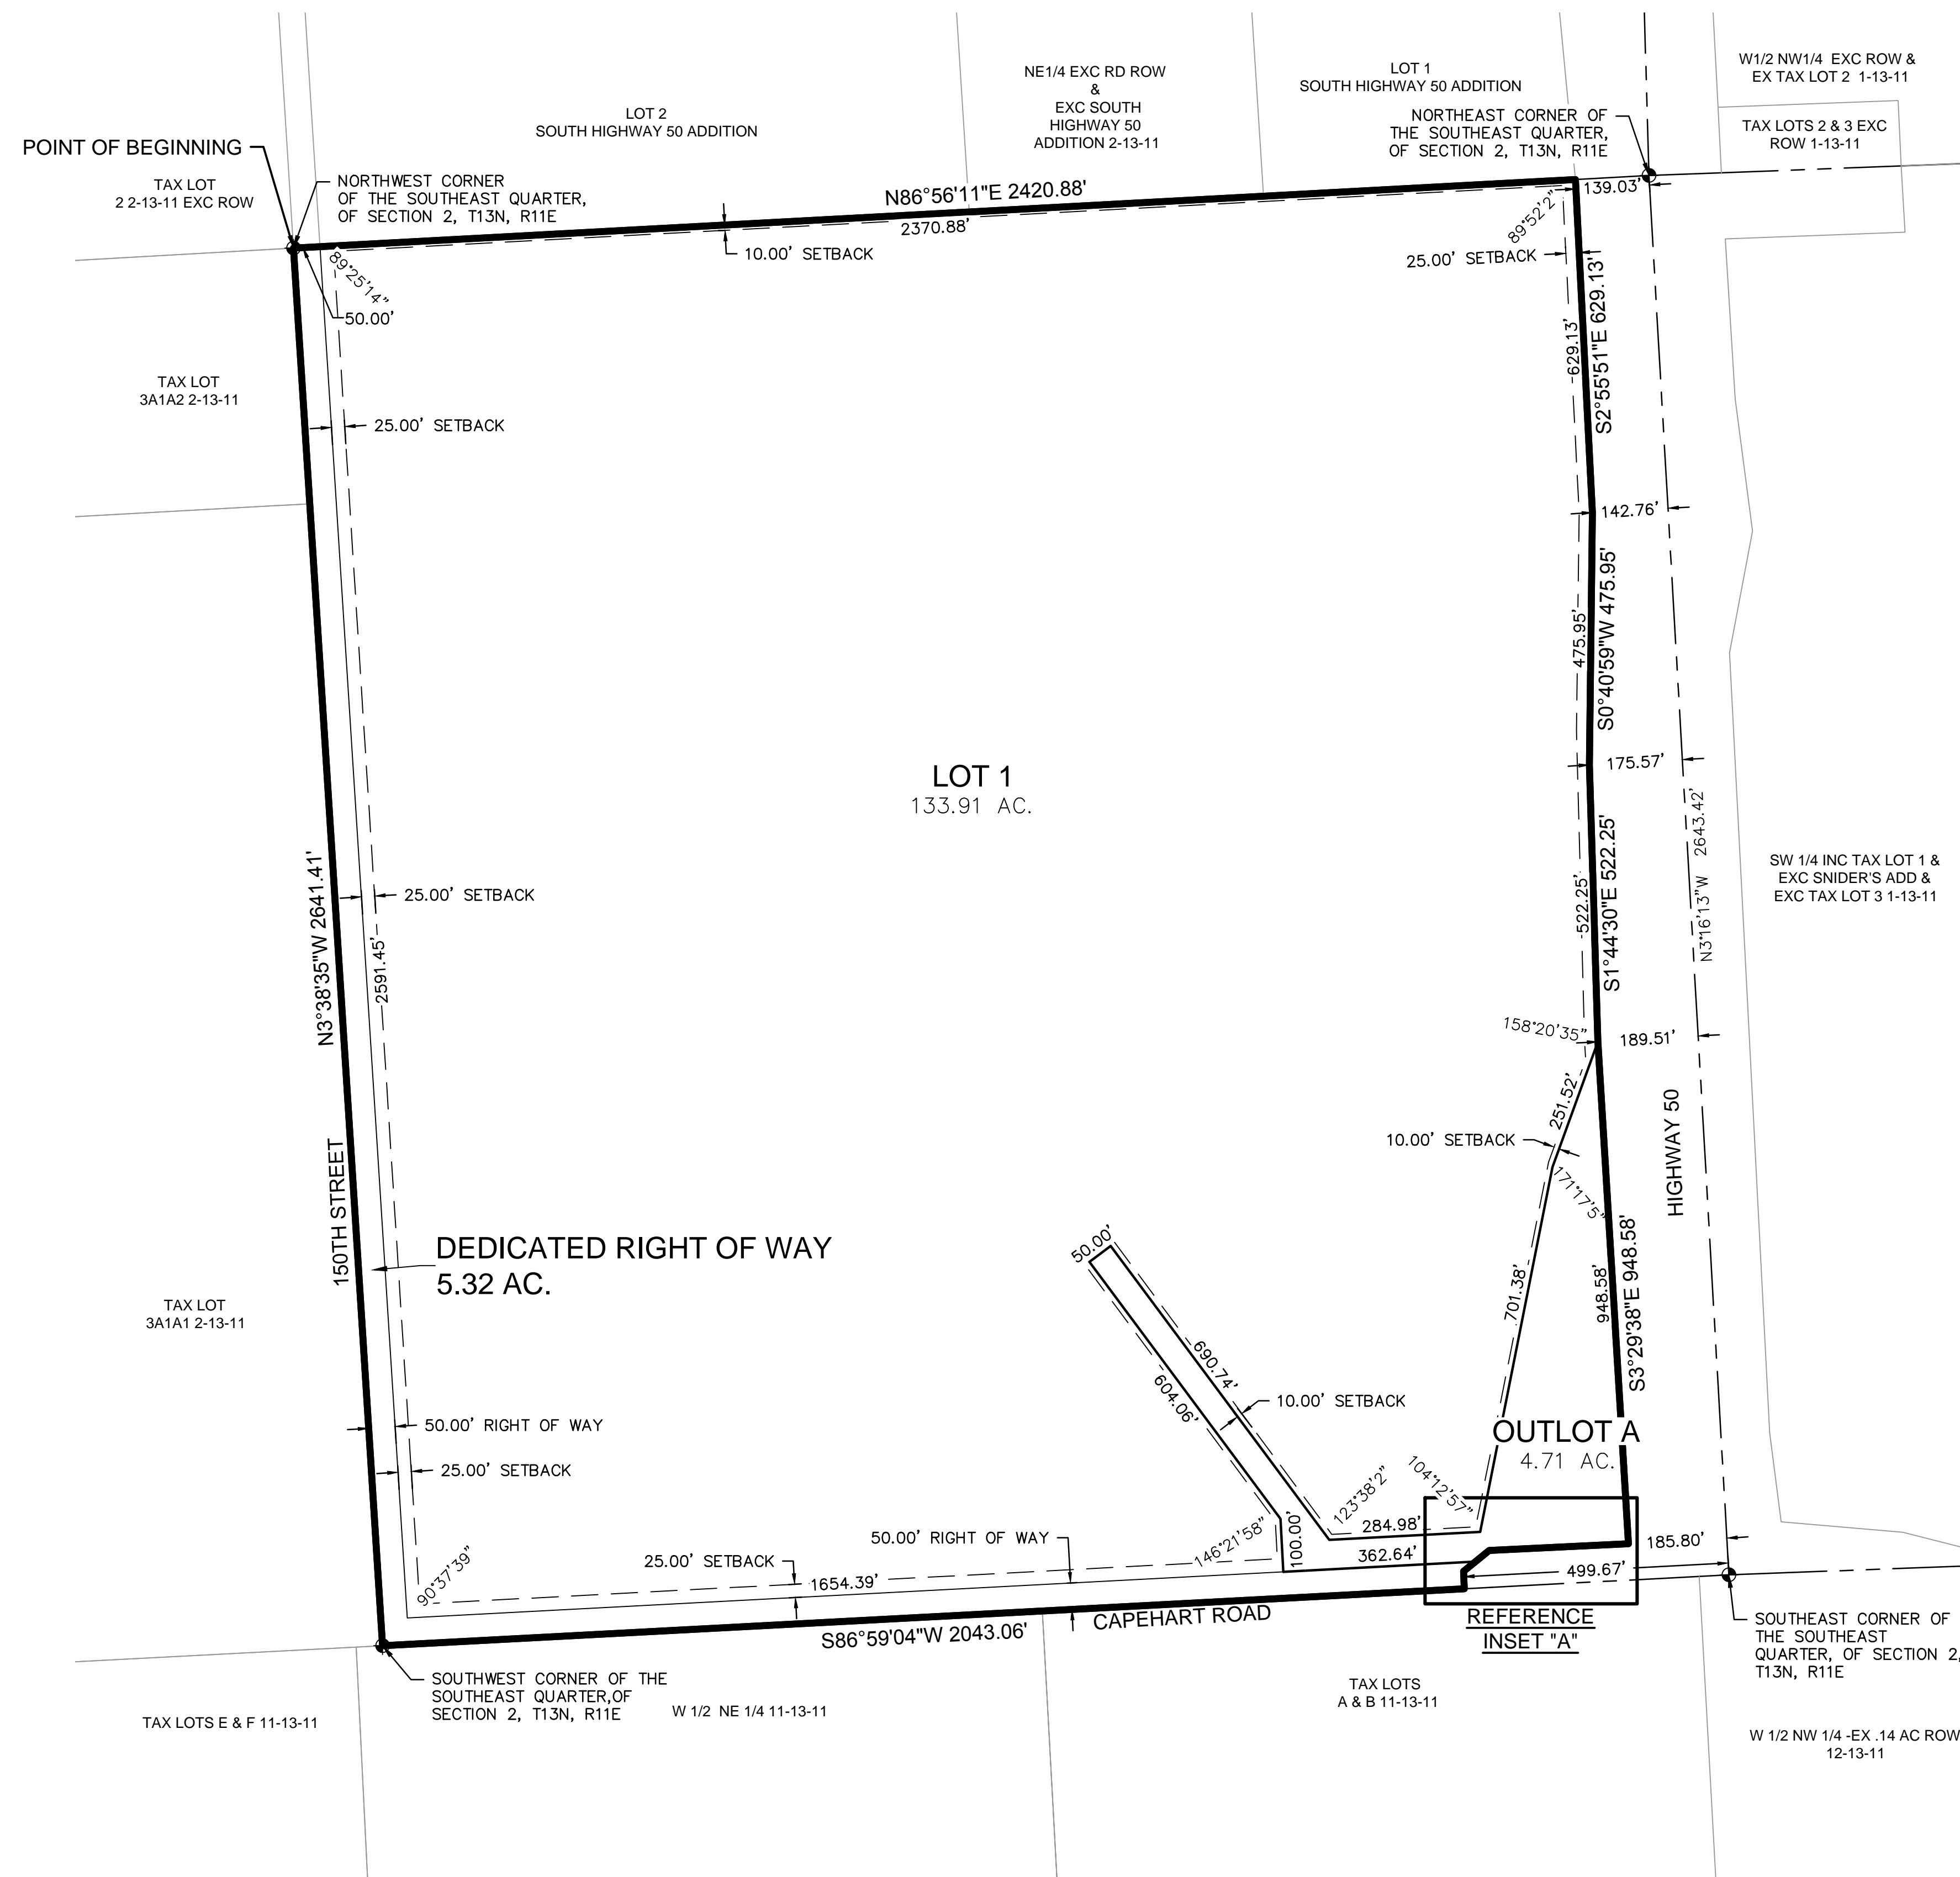 W1/2 NW1/4 EXC ROW &
EX TAX LOT 2 1-13-11
NE1/4 EXC RD ROW
&
EXC SOUTH
HIGHWAY 50
ADDITION 2-13-11
LOT 1
SOUTH HIGHWAY 50 ADDITION
LOT 2
SOUTH HIGHWAY 50 ADDITION
NORTHEAST CORNER OF
THE SOUTHEAST QUARTER,
OF SECTION 2, T13N, R11E
TAX LOTS 2 & 3 EXC
ROW 1-13-11
POINT OF BEGINNING
TAX LOT
2 2-13-11 EXC ROW
NORTHWEST CORNER
OF THE SOUTHEAST QUARTER,
OF SECTION 2, T13N, R11E
N86°56'11"E 2420.88'
2370.88'
139.03'
89°52'2"
10.00' SETBACK
25.00' SETBACK
89°25'14"
50.00'
S2°55'51"E 629.13'
629.13'
TAX LOT
3A1A2 2-13-11
25.00' SETBACK
142.76'
S0°40'59"W 475.95'
475.95'
LOT 1
133.91 AC.
175.57'
N3°16'13"W 2643.42'
SW 1/4 INC TAX LOT 1 &
EXC SNIDER'S ADD &
EXC TAX LOT 3 1-13-11
S1°44'30"E 522.25'
522.25'
25.00' SETBACK
N3°38'35"W 2641.41'
2591.45'
158°20'35"
189.51'
251.52'
10.00' SETBACK
HIGHWAY 50
171°17'5"
150TH STREET
DEDICATED RIGHT OF WAY
5.32 AC.
50.00'
701.38'
948.58'
S3°29'38"E 948.58'
TAX LOT
3A1A1 2-13-11
690.74'
604.06'
10.00' SETBACK
50.00' RIGHT OF WAY
25.00' SETBACK
OUTLOT A
4.71 AC.
123°38'2"
104°12'57"
284.98'
100.00'
146°21'58"
362.64'
185.80'
499.67'
50.00' RIGHT OF WAY
25.00' SETBACK
1654.39'
90°37'39"
CAPEHART ROAD
S86°59'04"W 2043.06'
REFERENCE
INSET "A"
SOUTHEAST CORNER OF
THE SOUTHEAST
QUARTER, OF SECTION 2,
T13N, R11E
SOUTHWEST CORNER OF THE
SOUTHEAST QUARTER,OF
SECTION 2, T13N, R11E
TAX LOTS
A & B 11-13-11
W 1/2 NE 1/4 11-13-11
TAX LOTS E & F 11-13-11
W 1/2 NW 1/4 -EX .14 AC ROW
12-13-11